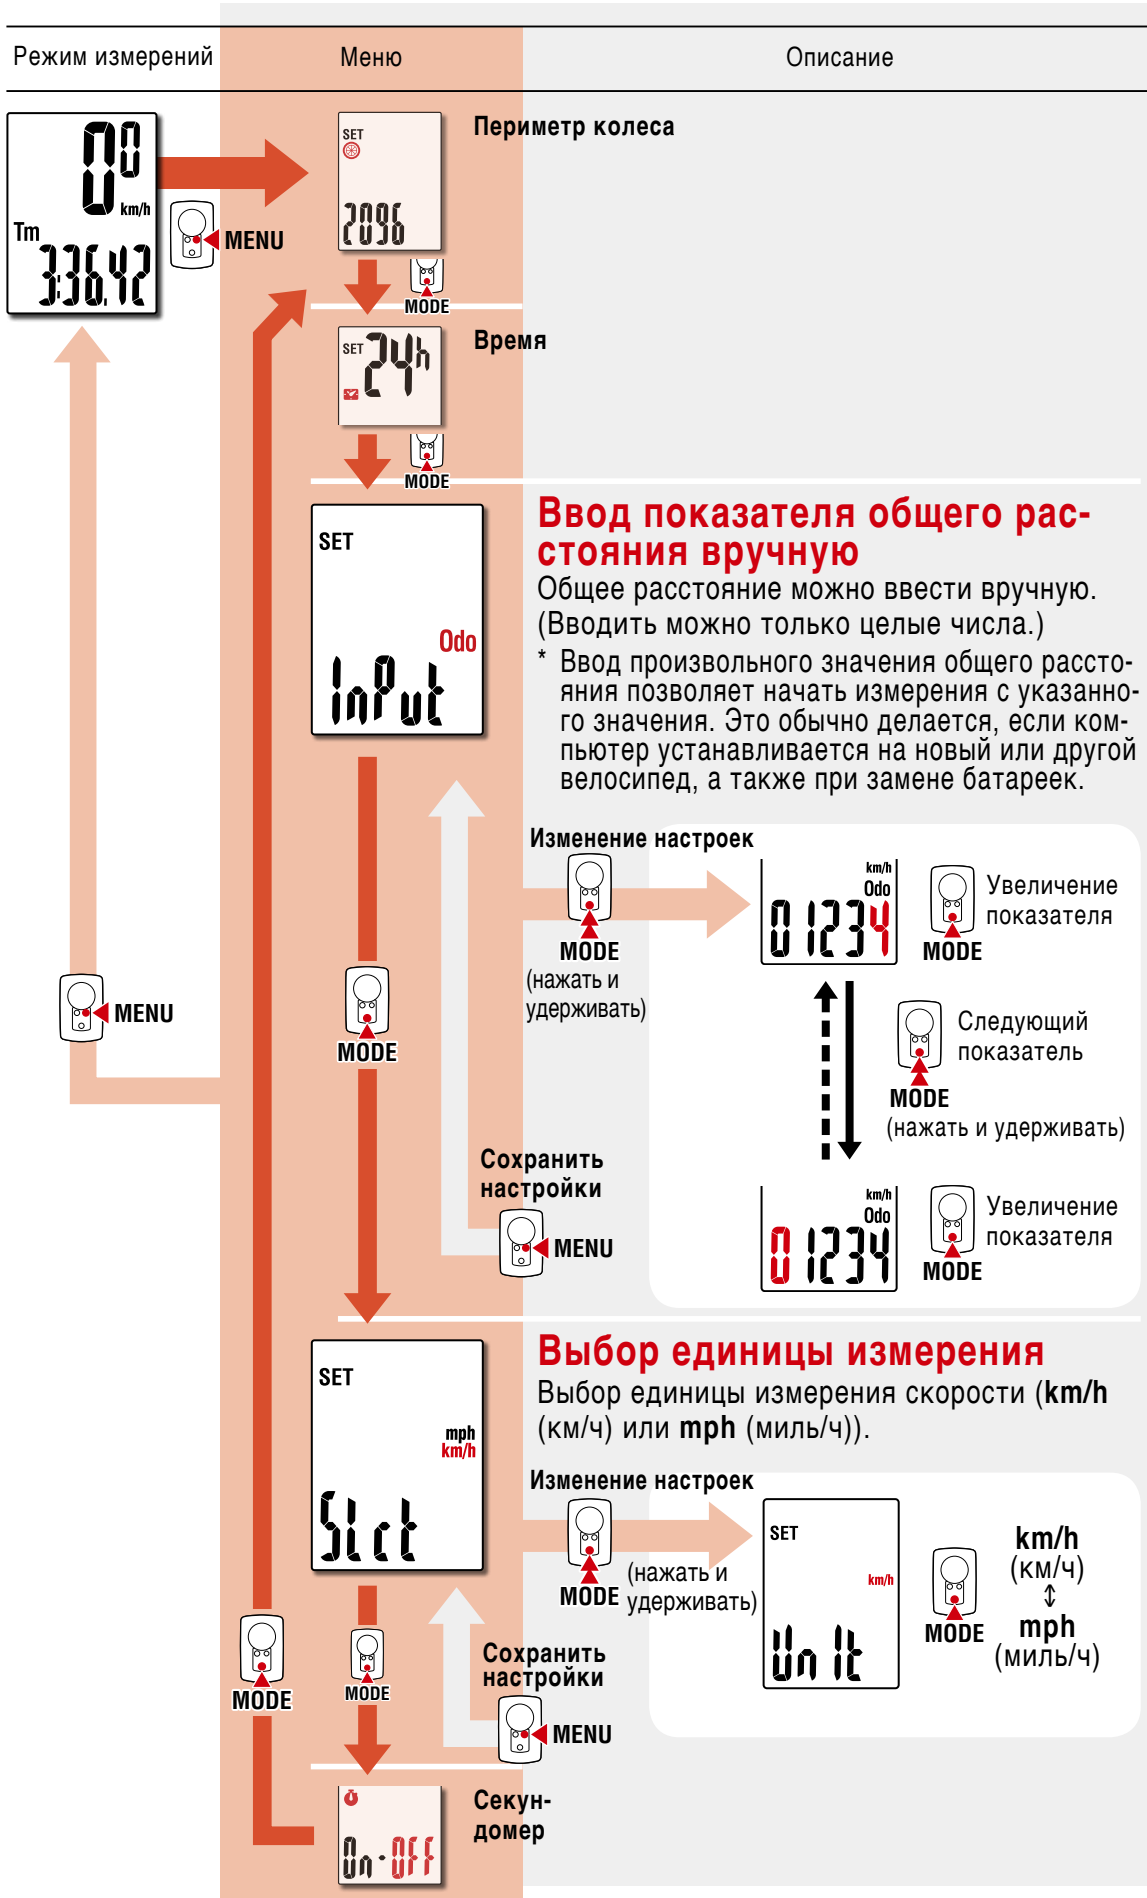 Режим измерений
Меню
Описание
0⁰
km/h
Tm
3:36.42
MENU
SET
2096
Периметр колеса
MODE
SET
24h
Время
MODE
SET
Odo
InPut
Ввод показателя общего рас-
стояния вручную
Общее расстояние можно ввести вручную.
(Вводить можно только целые числа.)
* Ввод произвольного значения общего рассто-
яния позволяет начать измерения с указанно-
го значения. Это обычно делается, если ком-
пьютер устанавливается на новый или другой
велосипед, а также при замене батареек.
Изменение настроек
MODE
(нажать и
удерживать)
km/h
Odo
01234
MODE
Увеличение
показателя
MENU
MODE
Следующий
показатель
MODE
(нажать и удерживать)
Сохранить
настройки
MENU
km/h
Odo
01234
MODE
Увеличение
показателя
SET
mph
km/h
Slct
Выбор единицы измерения
Выбор единицы измерения скорости (km/h
(км/ч) или mph (миль/ч)).
Изменение настроек
MODE
(нажать и
удерживать)
SET
km/h
UnIt
MODE
km/h
(км/ч)
⇕
mph
(миль/ч)
MODE
MODE
Сохранить
настройки
MENU
On-OFF
Секун-
домер